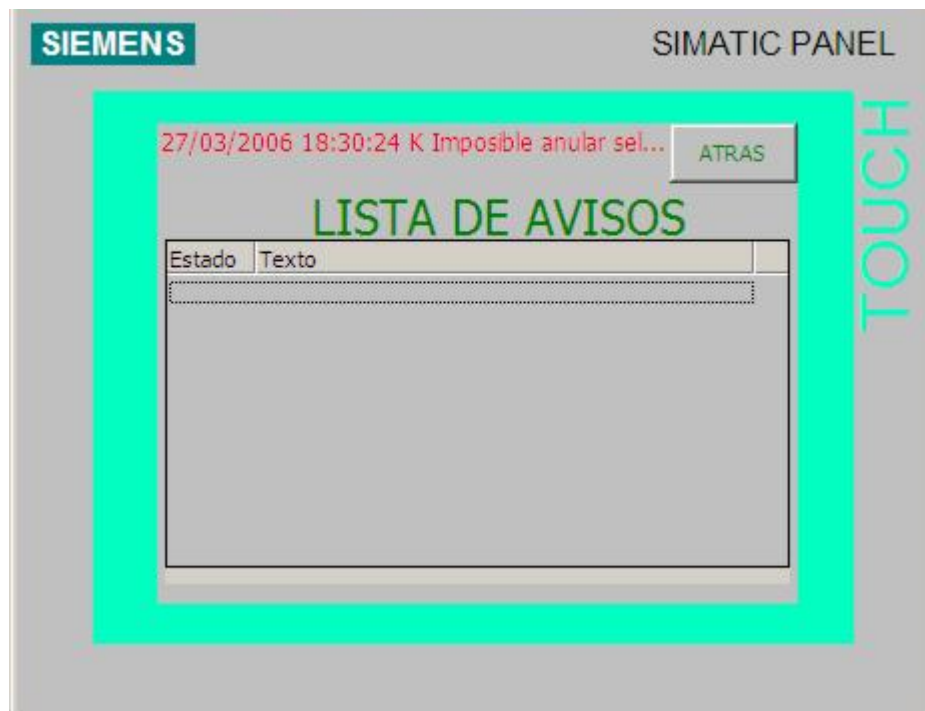 SIEMENS
SIMATIC PANEL
TOUCH
27/03/2006 18:30:24 K Imposible anular sel...
ATRAS
LISTA DE AVISOS
Estado Texto